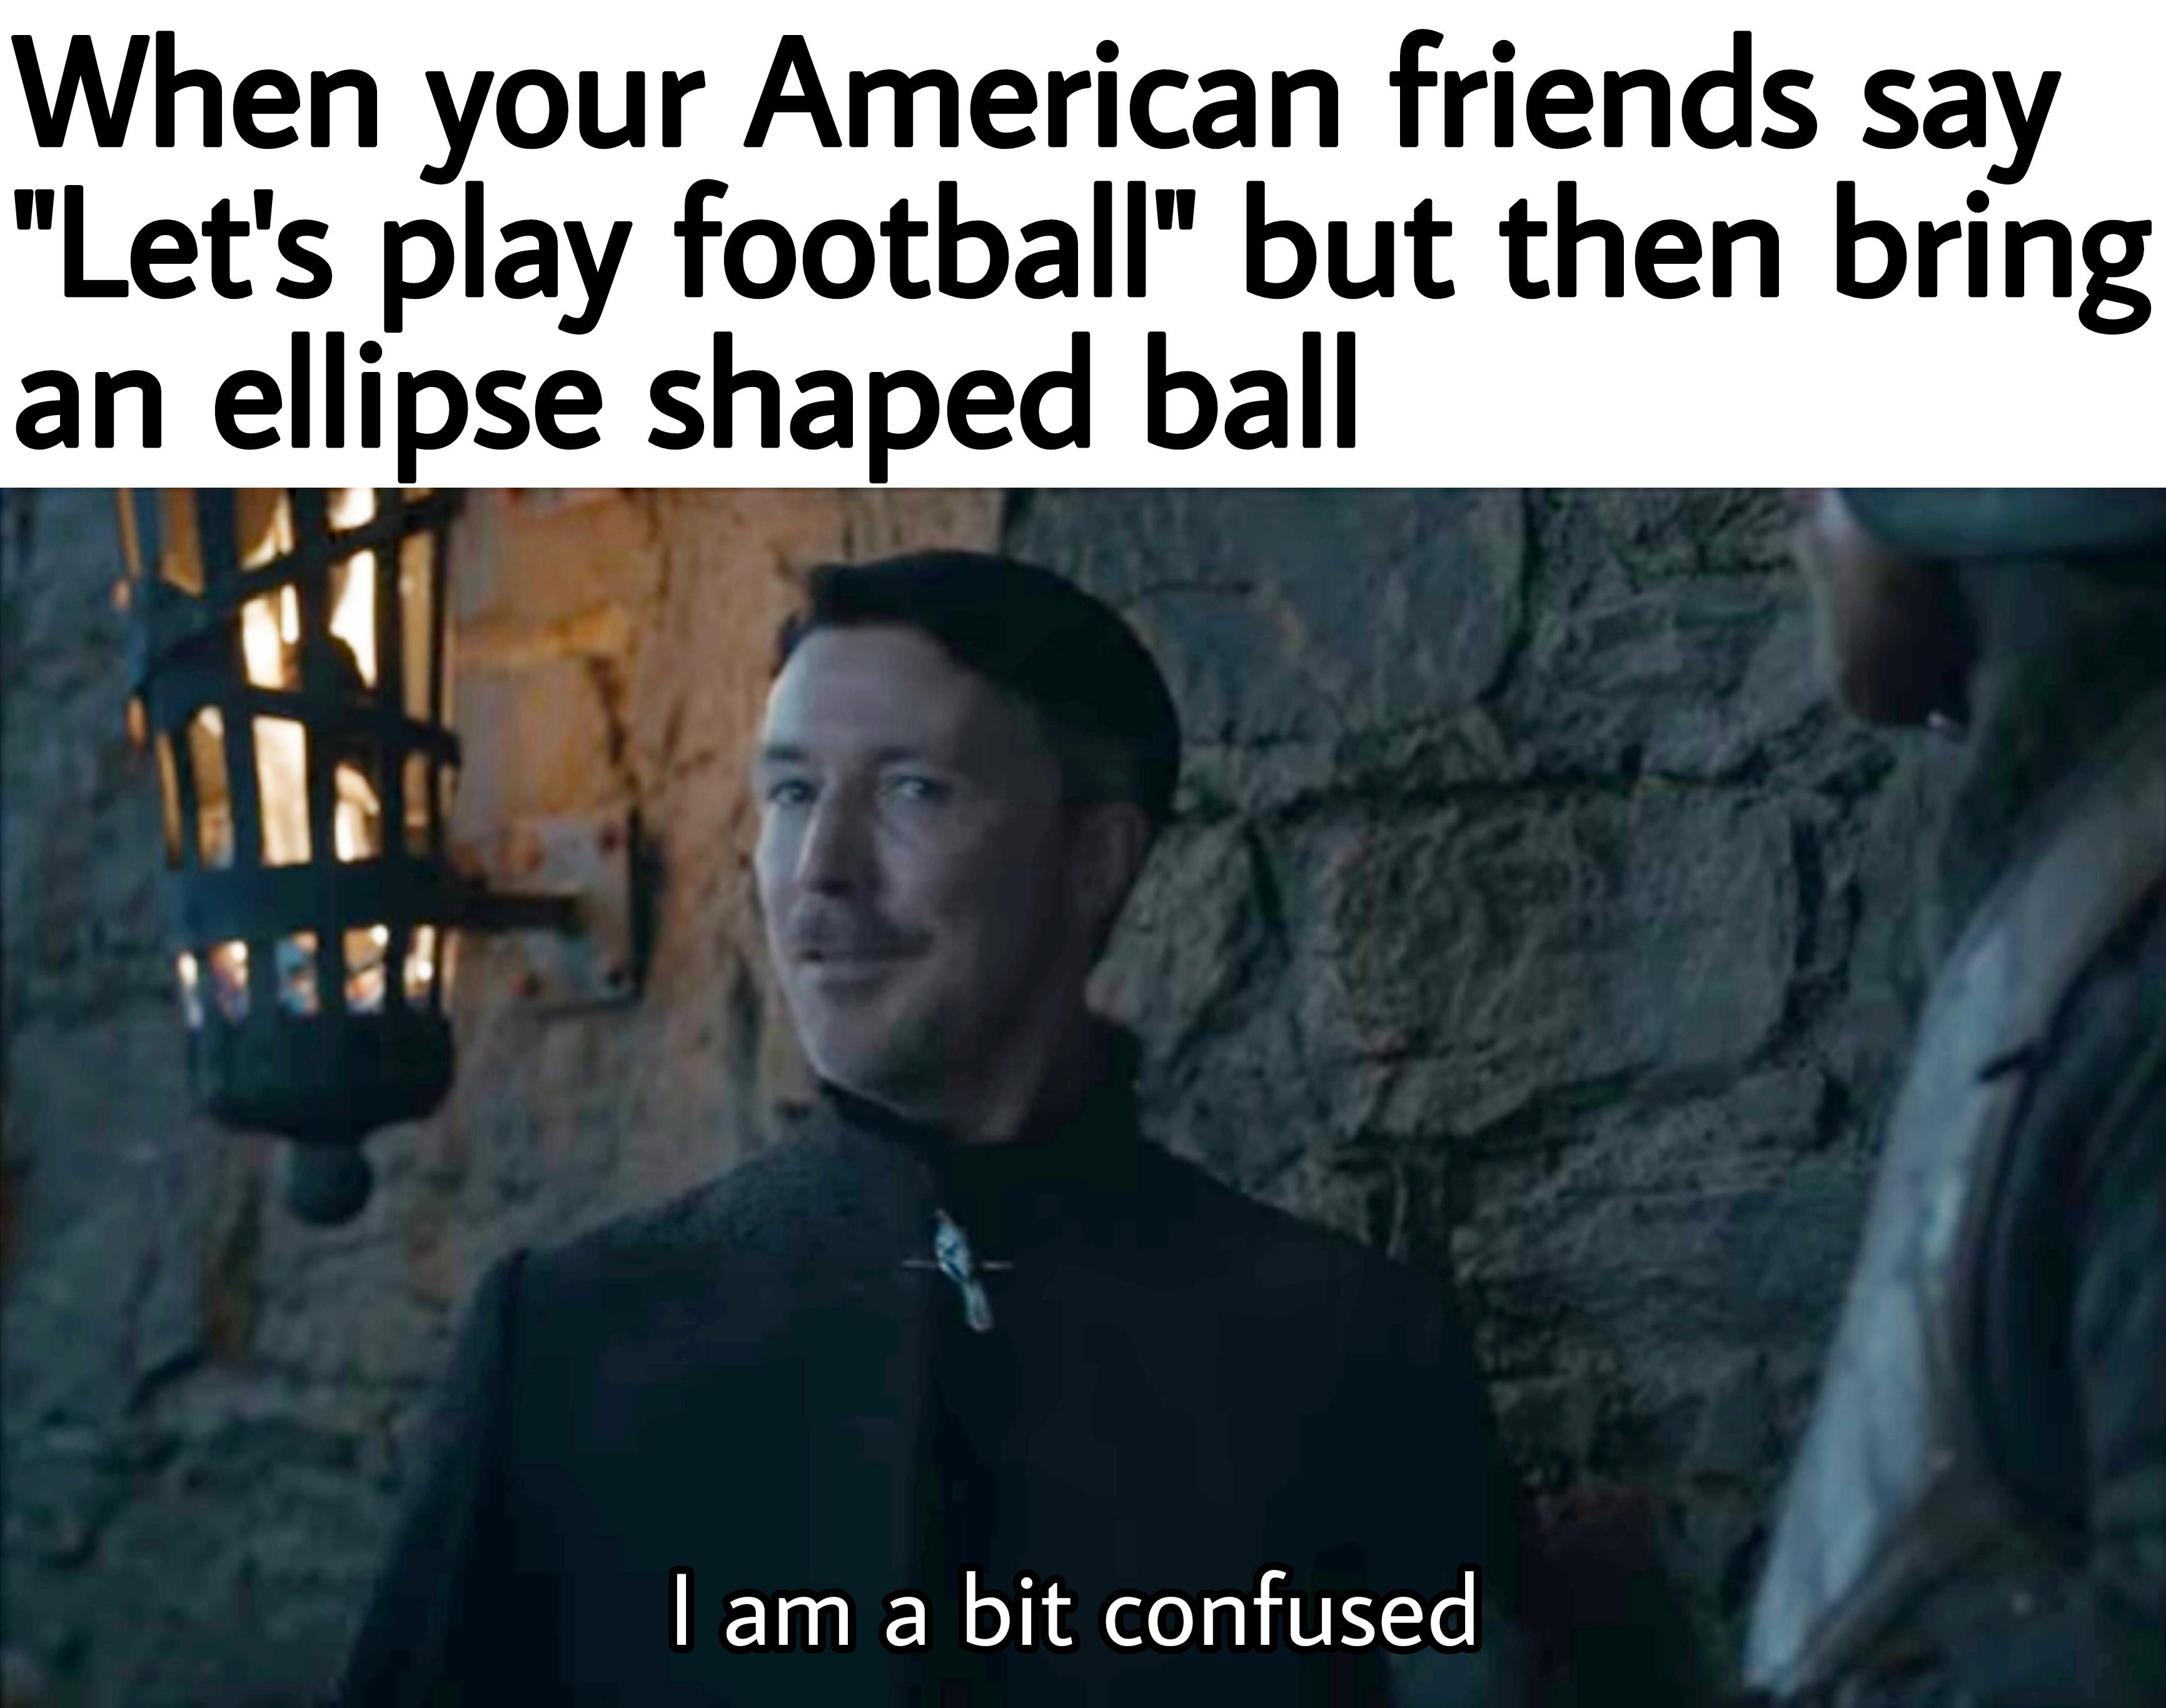 When your American friends say
"Let's play football" but then bring
an ellipse shaped ball
I am a bit confused